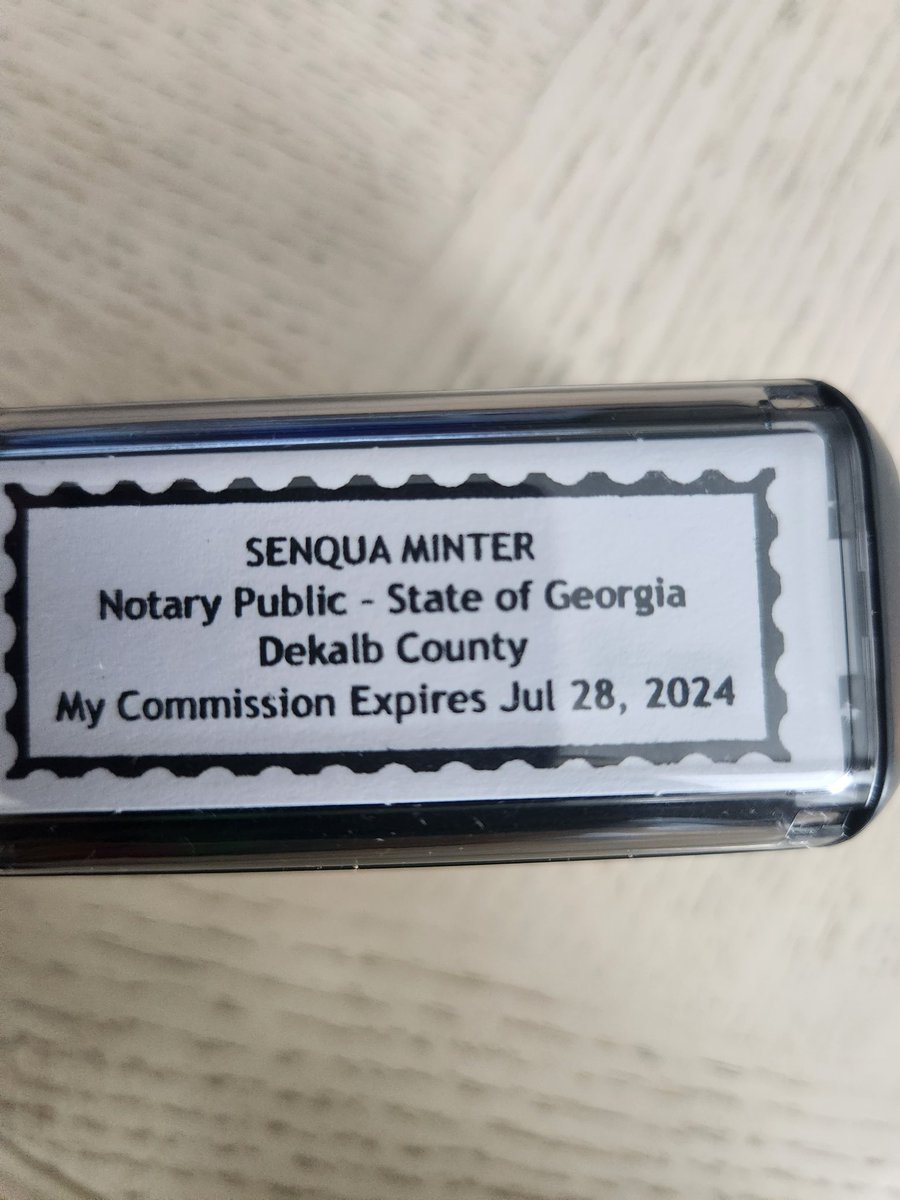 SENQUA MINTER
Notary Public - State of Georgia
Dekalb County
My Commission Expires Jul 28, 2024